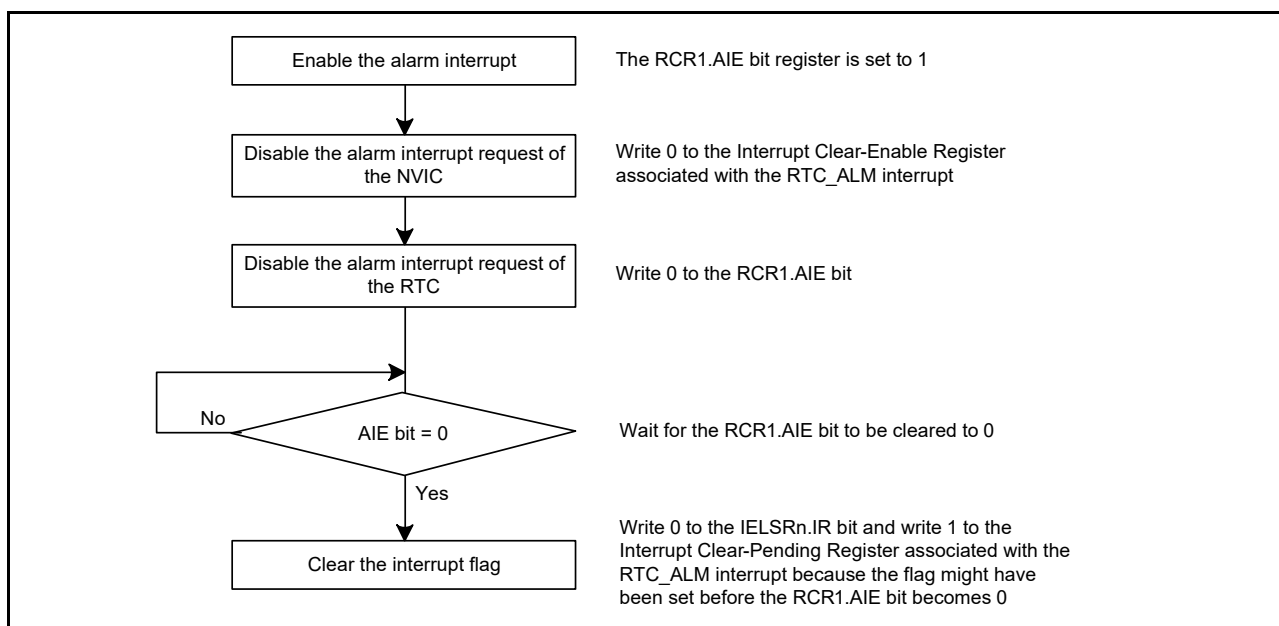 Enable the alarm interrupt
The RCR1.AIE bit register is set to 1
Disable the alarm interrupt request of
the NVIC
Write 0 to the Interrupt Clear-Enable Register
associated with the RTC_ALM interrupt
Disable the alarm interrupt request of
the RTC
Write 0 to the RCR1.AIE bit
No
AIE bit = 0
Wait for the RCR1.AIE bit to be cleared to 0
Yes
Clear the interrupt flag
Write 0 to the IELSRn.IR bit and write 1 to the
Interrupt Clear-Pending Register associated with the
RTC_ALM interrupt because the flag might have
been set before the RCR1.AIE bit becomes 0